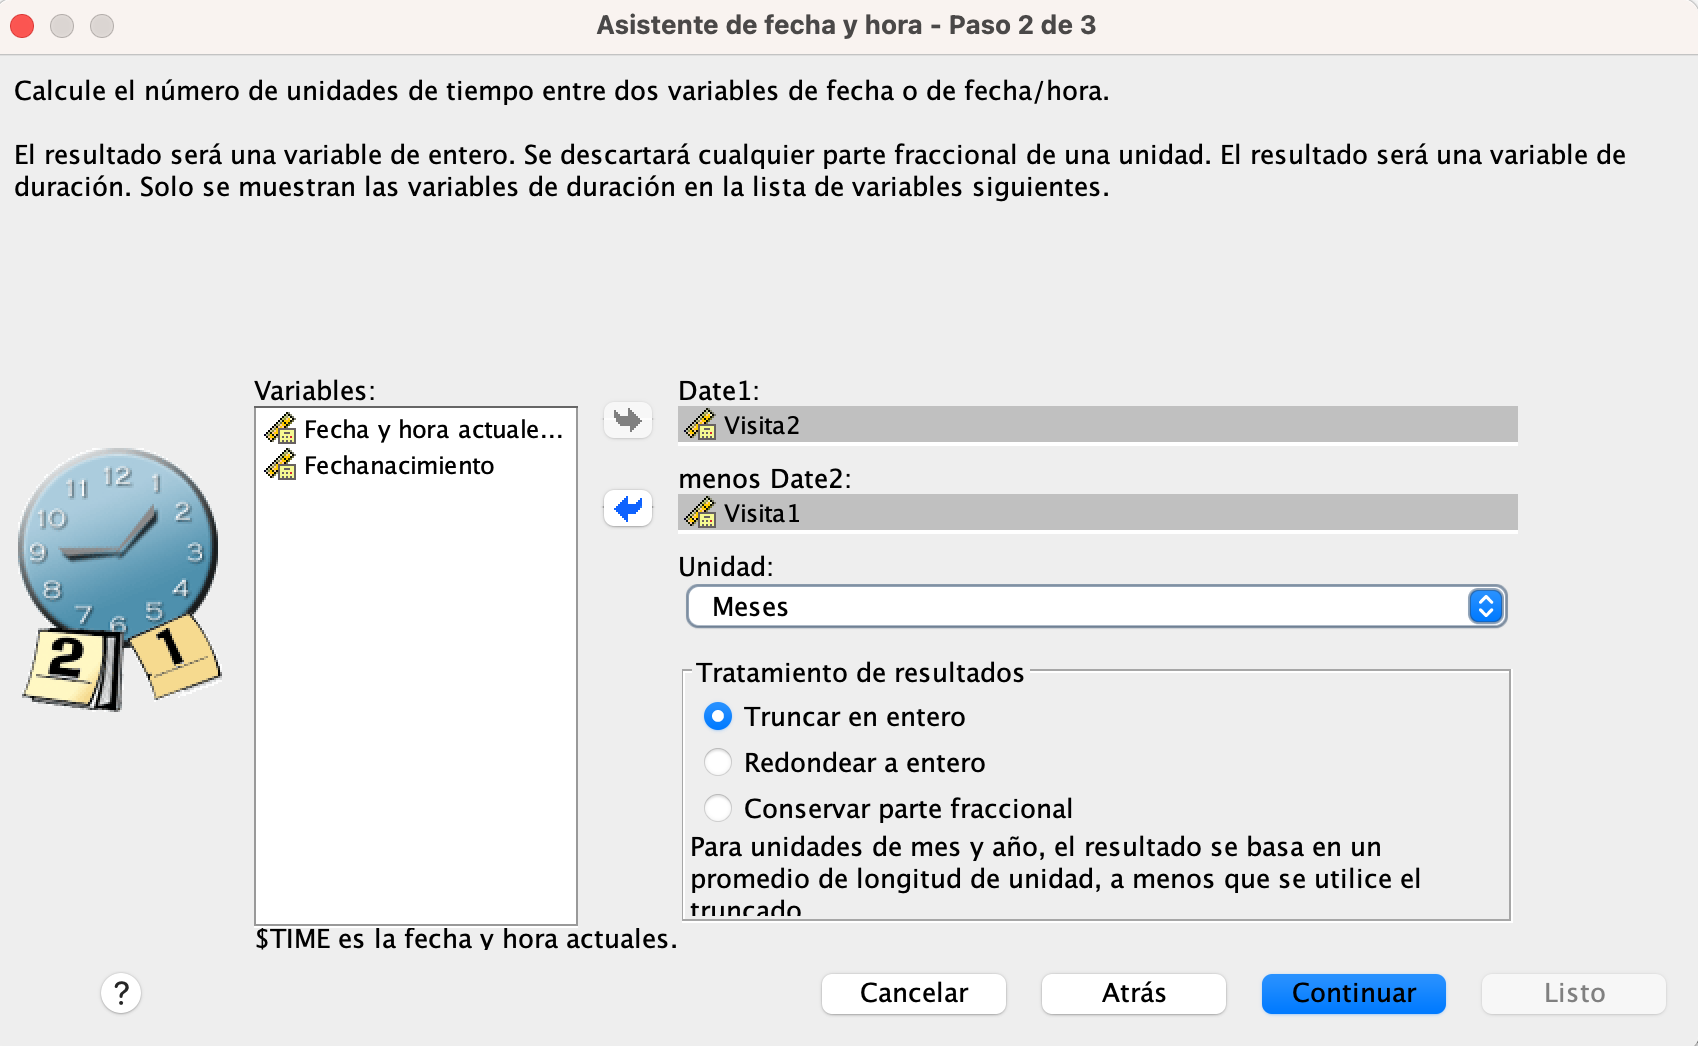 Asistente de fecha y hora - Paso 2 de 3
Calcule el número de unidades de tiempo entre dos variables de fecha o de fecha/hora.
El resultado será una variable de entero. Se descartará cualquier parte fraccional de una unidad. El resultado será una variable de
duración. Solo se muestran las variables de duración en la lista de variables siguientes.
Variables:
Fecha y hora actuale...
Fechanacimiento
Date1:
Visita2
menos Date2:
Visita1
Unidad:
Meses
Tratamiento de resultados
Truncar en entero
Redondear a entero
Conservar parte fraccional
Para unidades de mes y año, el resultado se basa en un
promedio de longitud de unidad, a menos que se utilice el
truncado
12
1
2
3
4
5
6
7
8
9
10
11
2
1
$TIME es la fecha y hora actuales.
?
Cancelar
Atrás
Continuar
Listo